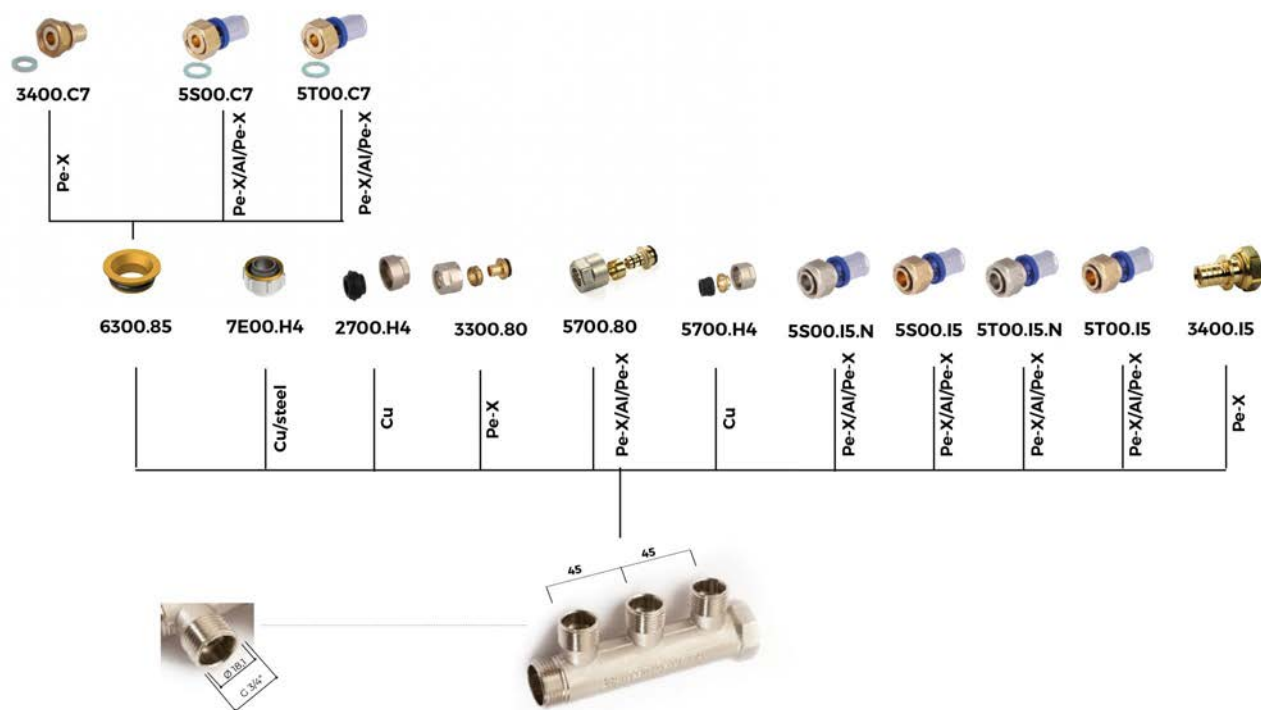 3400.C7
5S00.C7
5T00.C7
Pe-X
Pe-X/Al/Pe-X
Pe-X/Al/Pe-X
6300.85
7E00.H4
2700.H4
3300.80
5700.80
5700.H4
5S00.I5.N
5S00.I5
5T00.I5.N
5T00.I5
3400.I5
Cu/steel
Cu
Pe-X
Pe-X/Al/Pe-X
Cu
Pe-X/Al/Pe-X
Pe-X/Al/Pe-X
Pe-X/Al/Pe-X
Pe-X/Al/Pe-X
Pe-X
45
45
Ø 18,1
G 3/4"